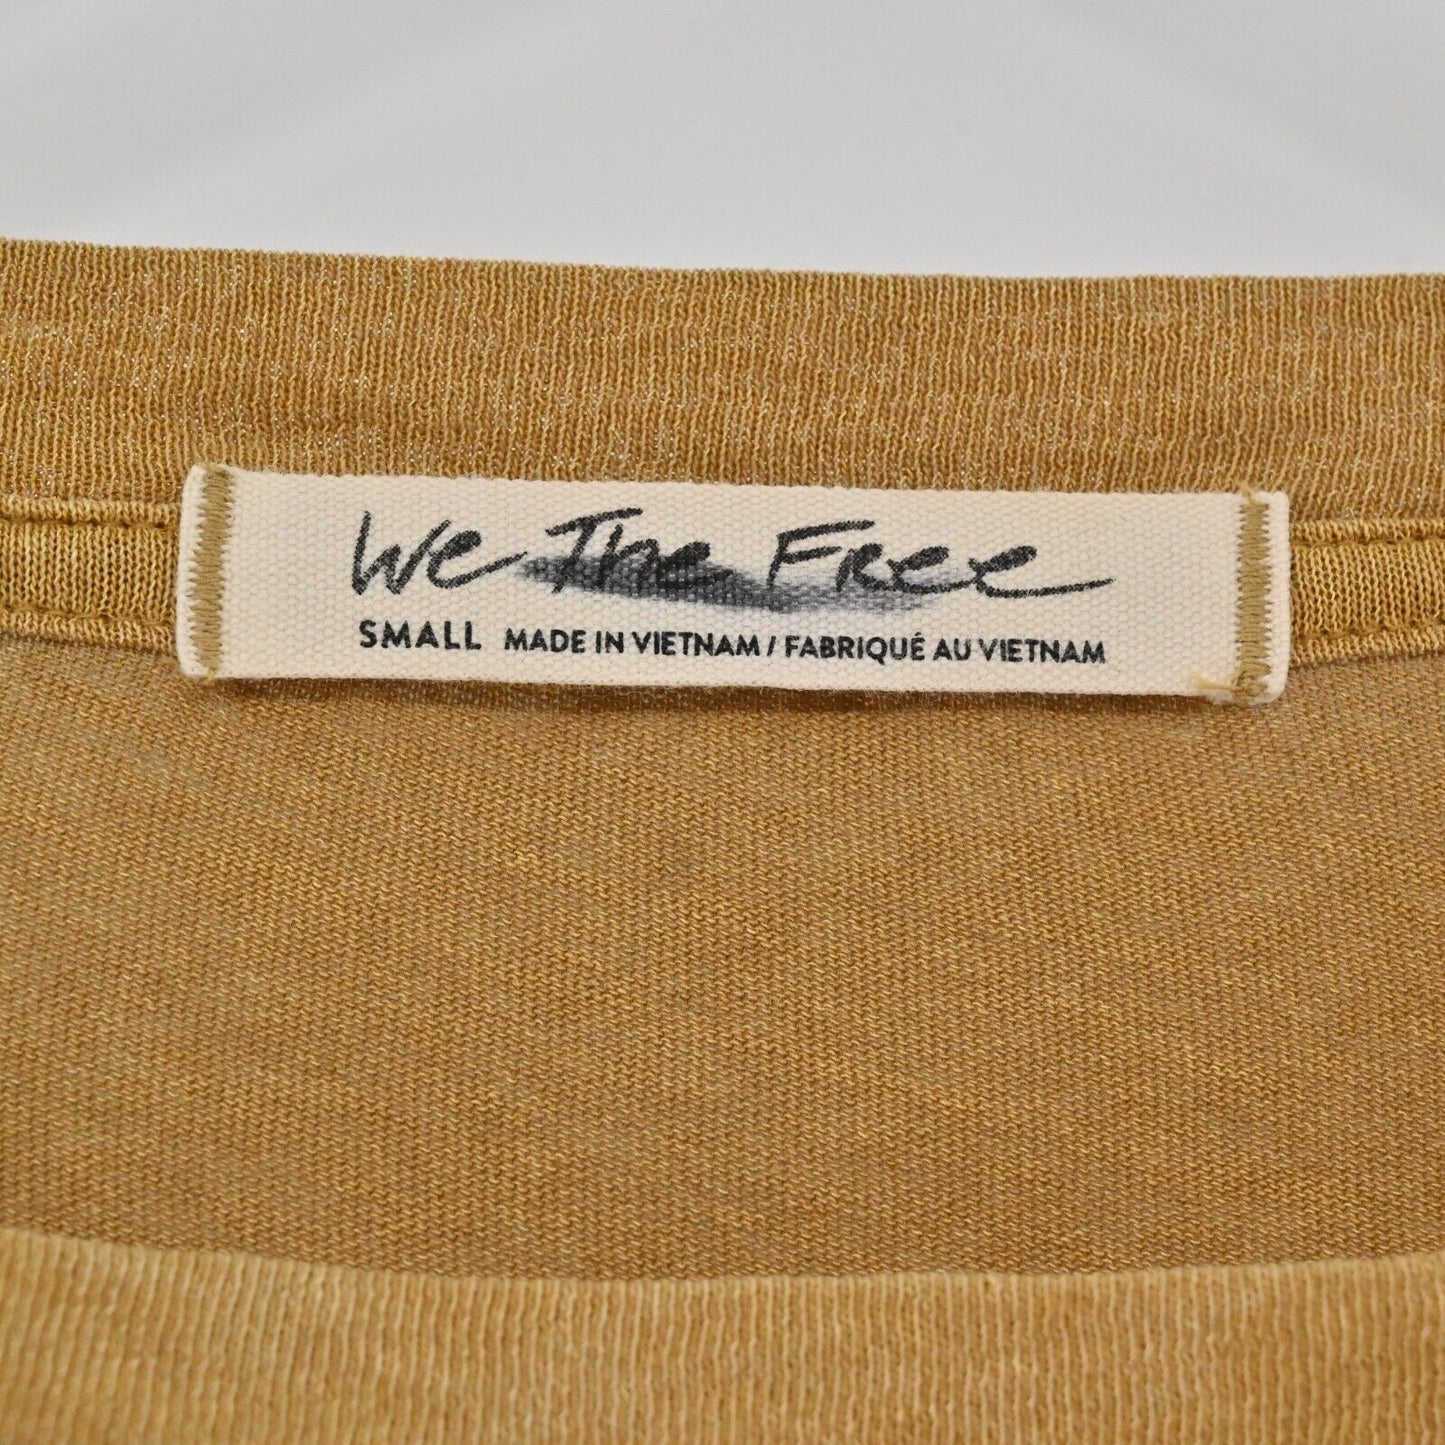 We The Free
SMALL MADE IN VIETNAM / FABRIQUÉ AU VIETNAM